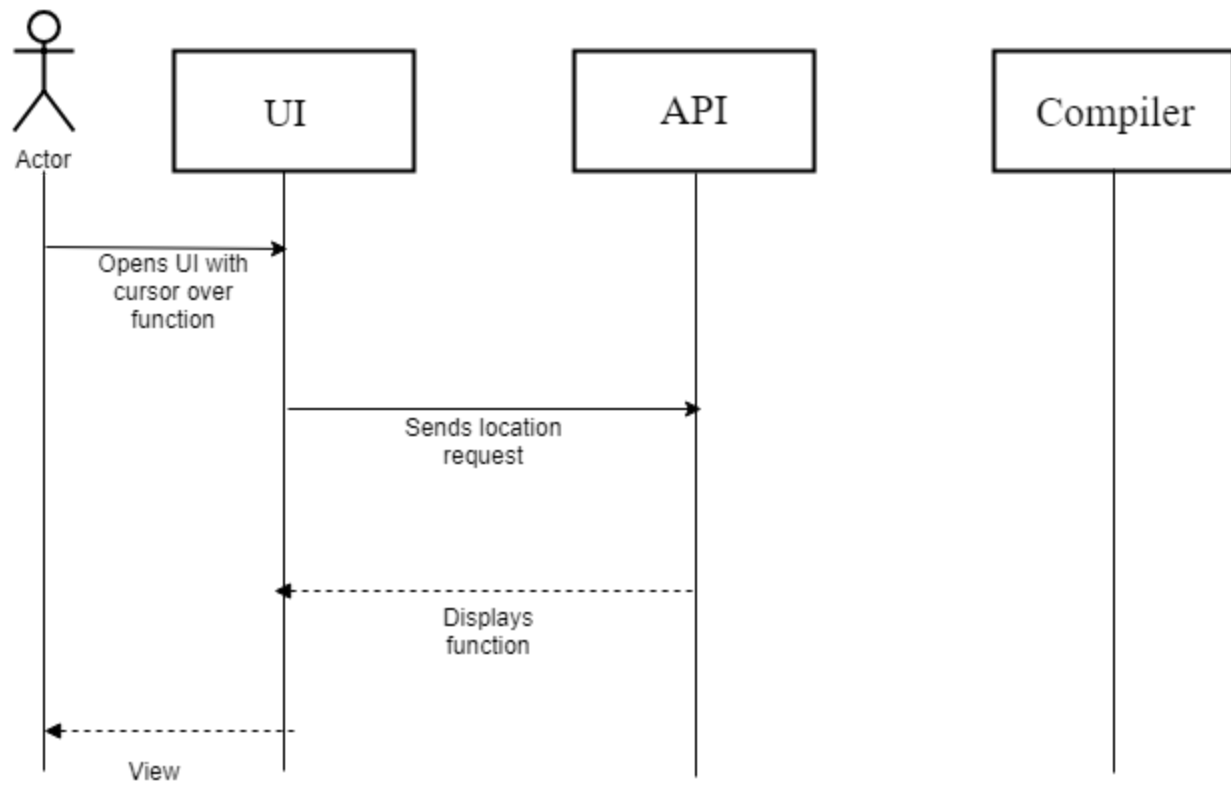 UI
API
Compiler
Actor
Opens UI with
cursor over
function
Sends location
request
Displays
function
View